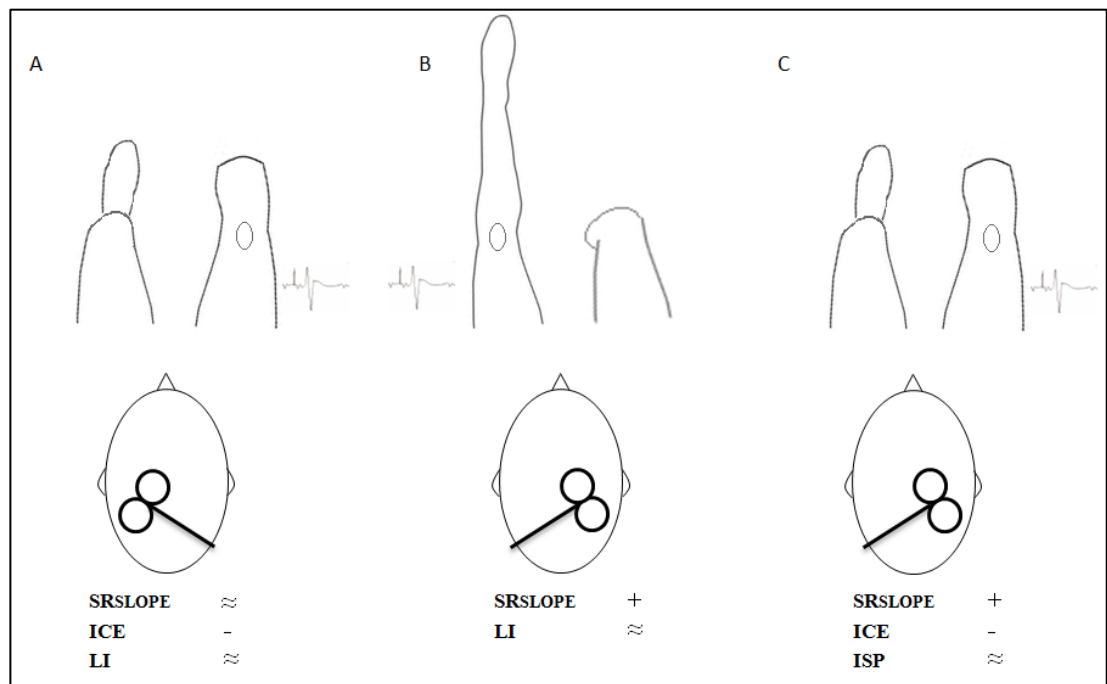 A B C
SRSLOPE ≈ SRSLOPE + SRSLOPE +
ICE - LI ≈ ICE -
LI ≈ ISP ≈